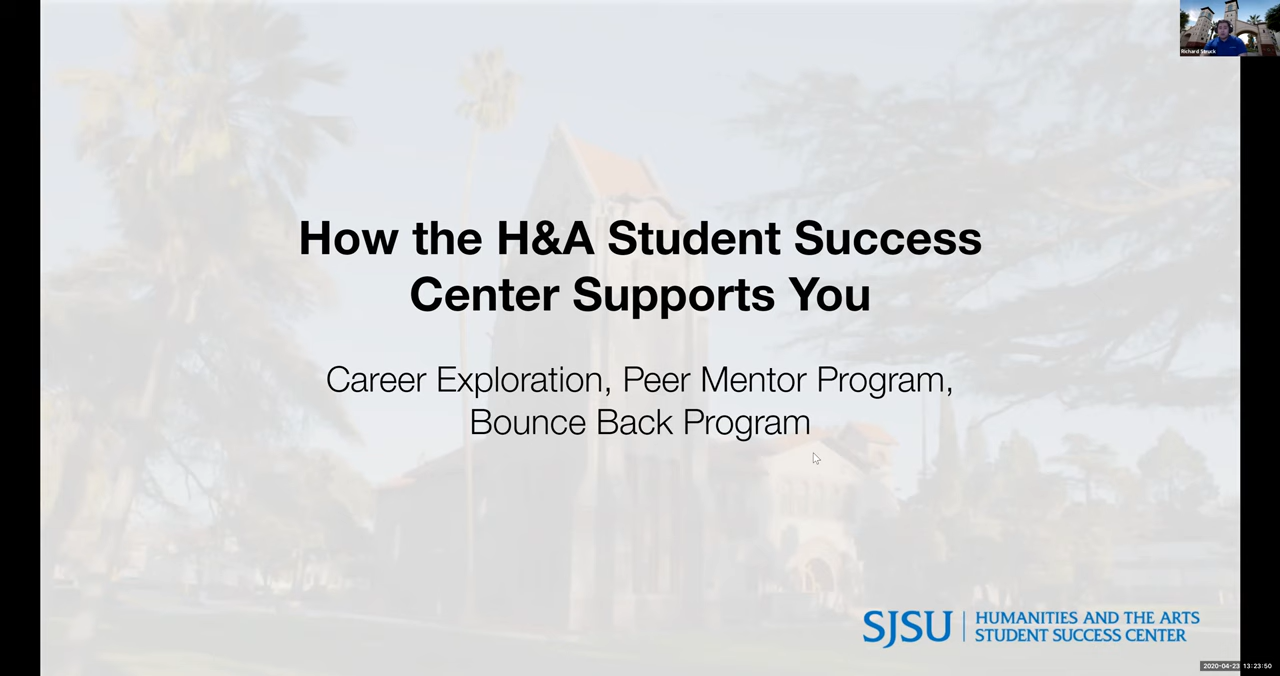 Richard Steuck
How the H&A Student Success
Center Supports You
Career Exploration, Peer Mentor Program,
Bounce Back Program
SJSU HUMANITIES AND THE ARTS
STUDENT SUCCESS CENTER
2020-04-23 13:23:50